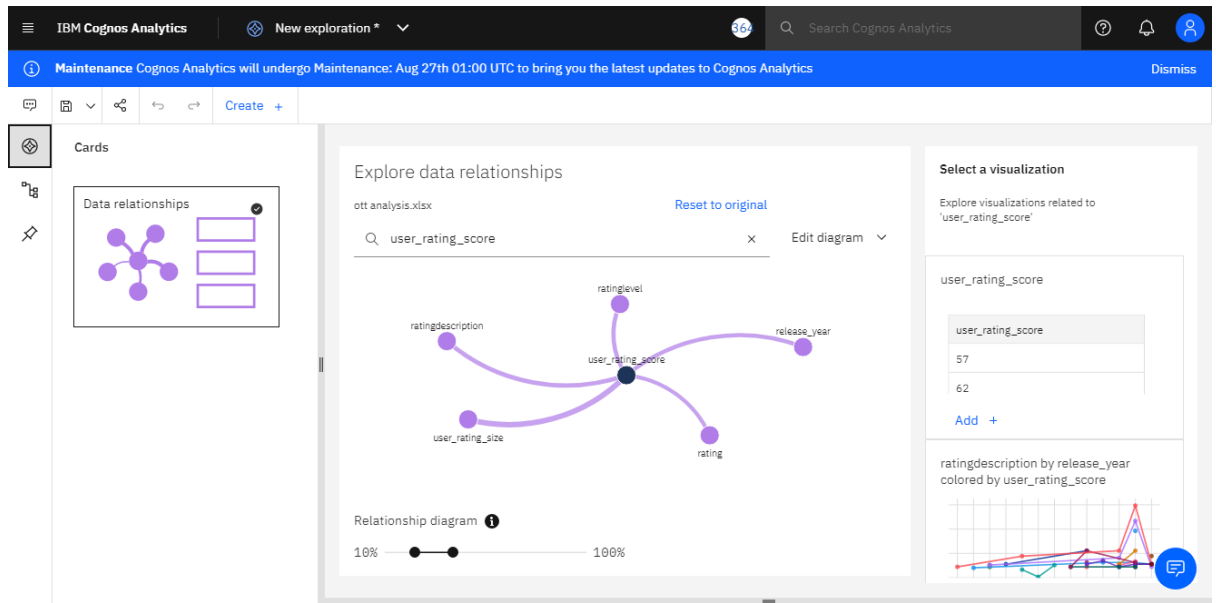 IBM Cognos Analytics
New exploration *
364
Search Cognos Analytics
Maintenance Cognos Analytics will undergo Maintenance: Aug 27th 01:00 UTC to bring you the latest updates to Cognos Analytics
Dismiss
Create +
Cards
Data relationships
Explore data relationships
ott analysis.xlsx
Reset to original
user_rating_score
Edit diagram
ratinglevel
ratingdescription
release_year
user_rating_score
user_rating_size
rating
Relationship diagram
10%
100%
Select a visualization
Explore visualizations related to
'user_rating_score'
user_rating_score
user_rating_score
57
62
Add +
ratingdescription by release_year
colored by user_rating_score